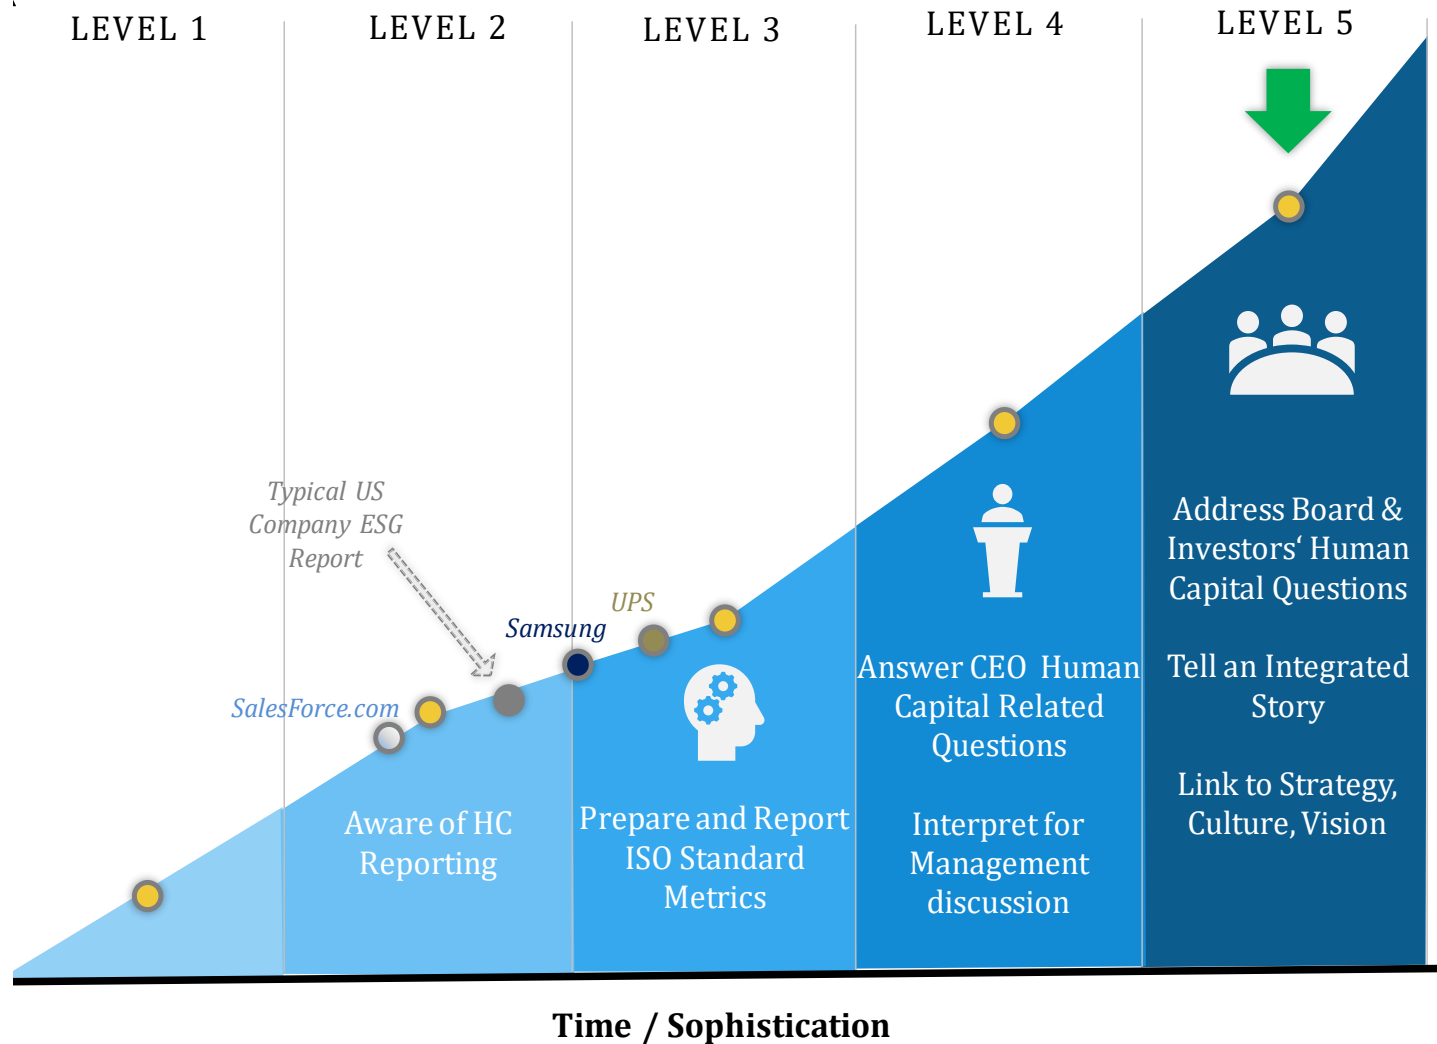 LEVEL 1
LEVEL 2
LEVEL 3
LEVEL 4
LEVEL 5
Typical US
Company ESG
Report
SalesForce.com
Samsung
UPS
Aware of HC
Reporting
Prepare and Report
ISO Standard
Metrics
Answer CEO Human
Capital Related
Questions
Interpret for
Management
discussion
Address Board &
Investors‘ Human
Capital Questions
Tell an Integrated
Story
Link to Strategy,
Culture, Vision
Time / Sophistication